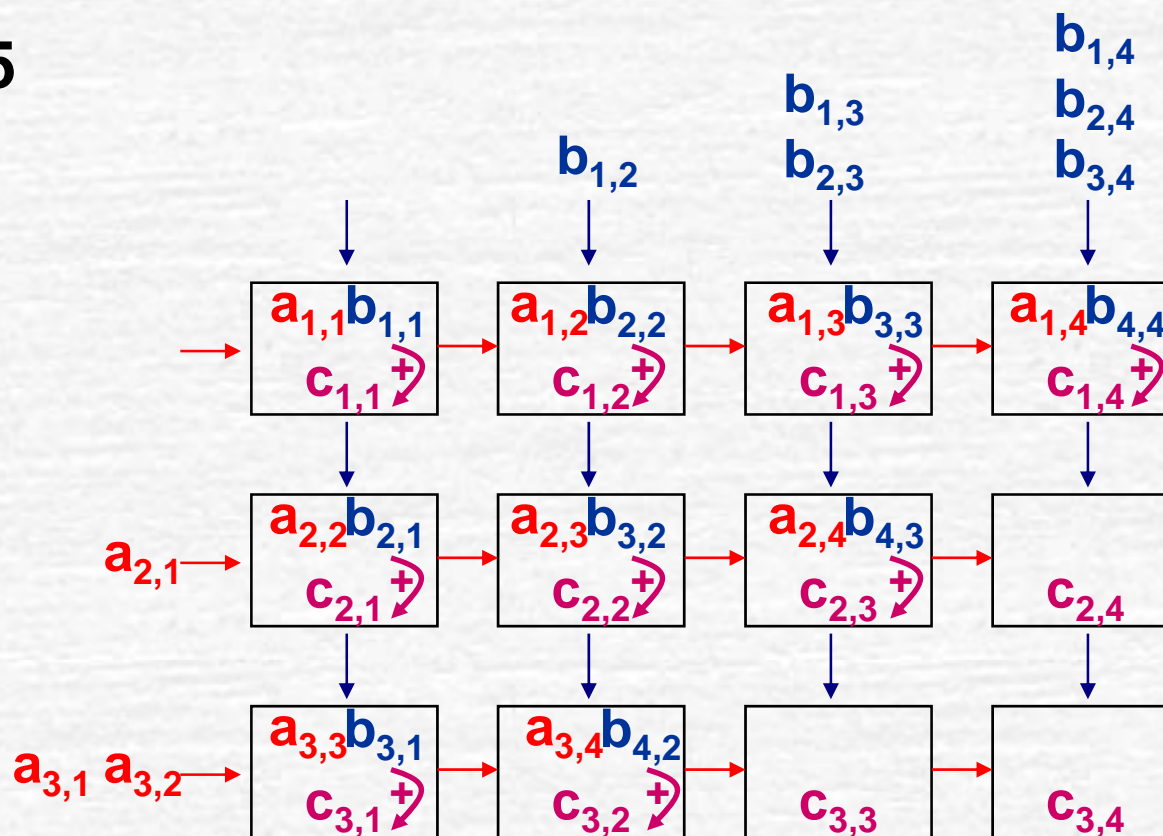 5
b1,4
b1,3 b2,4
b1,2 b2,3 b3,4
a1,1b1,1 a1,2b2,2 a1,3b3,3 a1,4b4,4
c1,1 + c1,2 + c1,3 + c1,4 +
a2,1 a2,2b2,1 a2,3b3,2 a2,4b4,3
c2,1 + c2,2 + c2,3 + c2,4
a3,1 a3,2 a3,3b3,1 a3,4b4,2
c3,1 + c3,2 + c3,3 c3,4